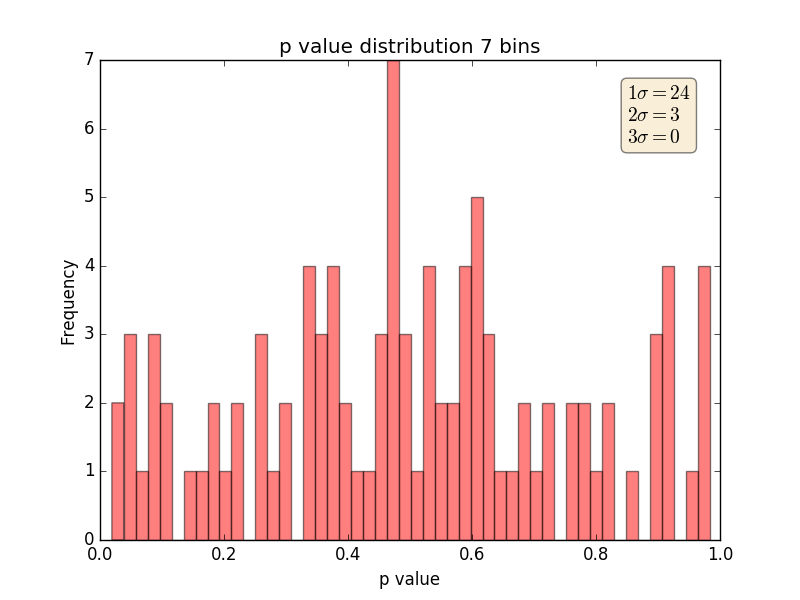 p value distribution 7 bins
7
6
5
4
3
2
1
0
Frequency
1σ = 24
2σ = 3
3σ = 0
0.0 0.2 0.4 0.6 0.8 1.0
p value